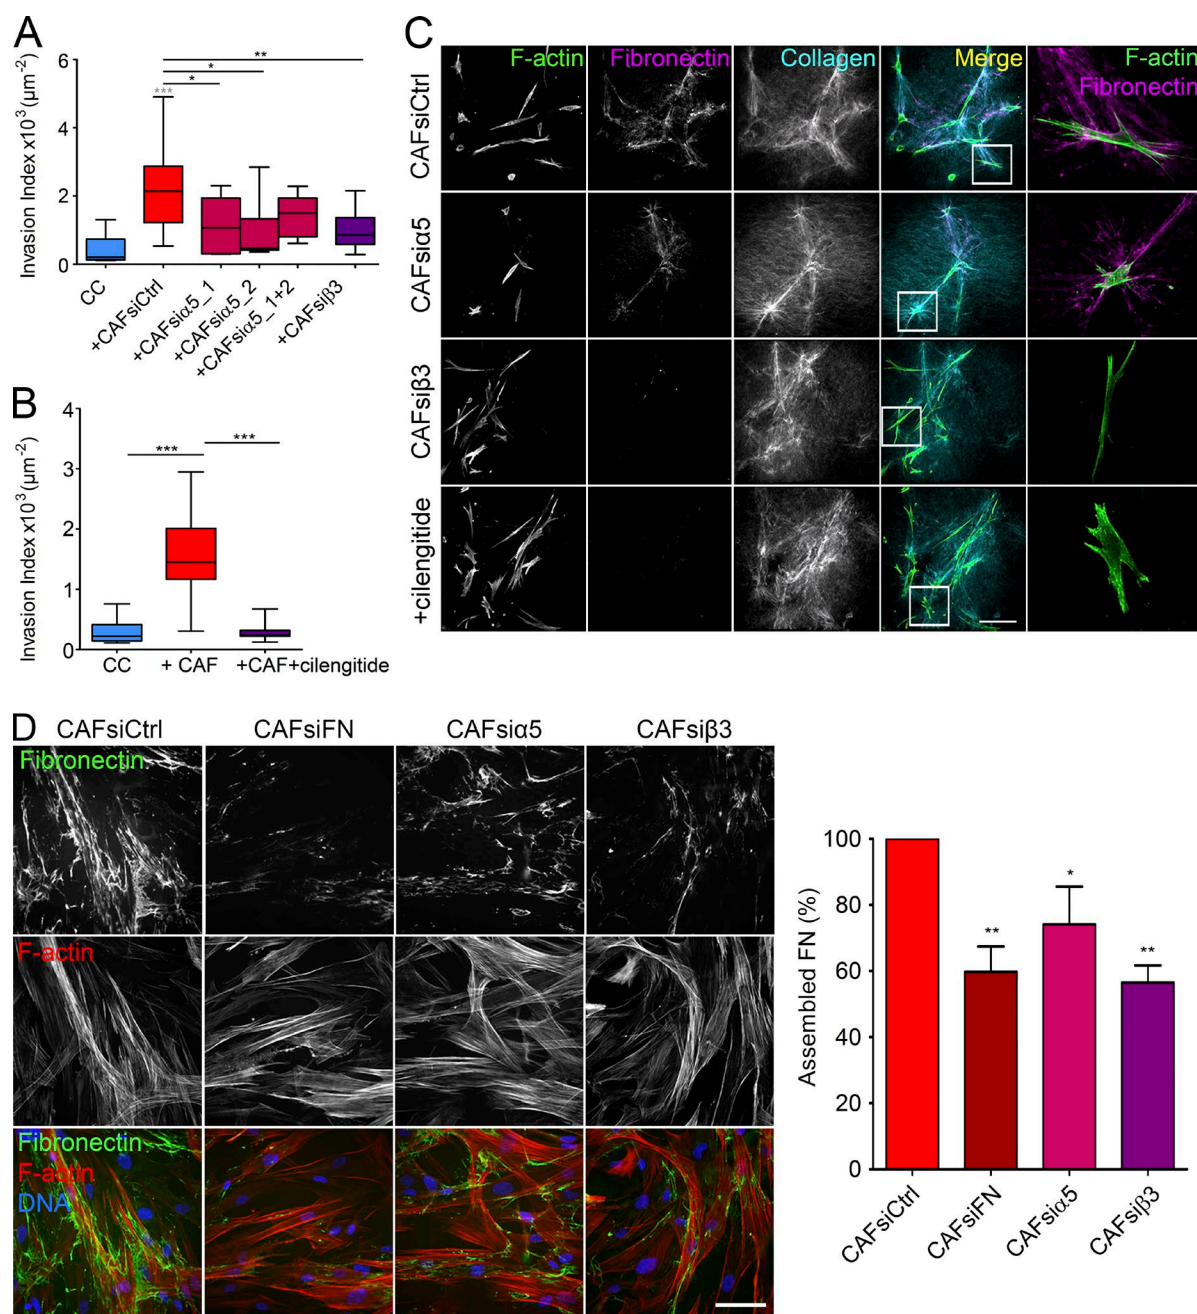 A
Invasion Index x10³ (µm⁻²)
6
4
2
0
***
*
*
**
CC
+CAFsiCtrl
+CAFsiα5_1
+CAFsiα5_2
+CAFsiα5_1+2
+CAFsiβ3
B
Invasion Index x10³ (µm⁻²)
4
3
2
1
0
***
***
CC
+ CAF
+CAF+cilengitide
C
F-actin
Fibronectin
Collagen
Merge
F-actin
Fibronectin
CAFsiCtrl
CAFsiα5
CAFsiβ3
+cilengitide
D
CAFsiCtrl
CAFsiFN
CAFsiα5
CAFsiβ3
Fibronectin
F-actin
Fibronectin
F-actin
DNA
Assembled FN (%)
100
80
60
40
20
0
**
*
**
CAFsiCtrl
CAFsiFN
CAFsiα5
CAFsiβ3